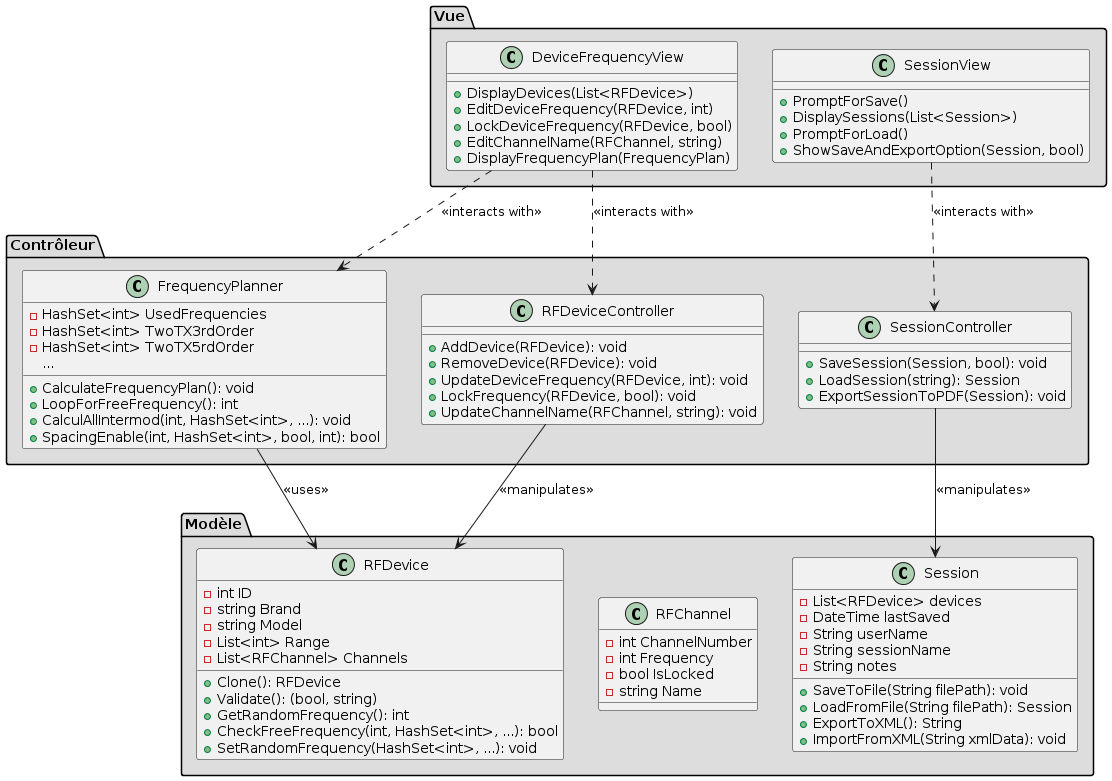 Vue
C DeviceFrequencyView
DisplayDevices(List<RFDevice>)
EditDeviceFrequency(RFDevice, int)
LockDeviceFrequency(RFDevice, bool)
EditChannelName(RFChannel, string)
DisplayFrequencyPlan(FrequencyPlan)
C SessionView
PromptForSave()
DisplaySessions(List<Session>)
PromptForLoad()
ShowSaveAndExportOption(Session, bool)
«interacts with»
«interacts with»
«interacts with»
Contrôleur
C FrequencyPlanner
HashSet<int> UsedFrequencies
HashSet<int> TwoTX3rdOrder
HashSet<int> TwoTX5rdOrder
...
CalculateFrequencyPlan(): void
LoopForFreeFrequency(): int
CalculAllIntermod(int, HashSet<int>, ...): void
SpacingEnable(int, HashSet<int>, bool, int): bool
C RFDeviceController
AddDevice(RFDevice): void
RemoveDevice(RFDevice): void
UpdateDeviceFrequency(RFDevice, int): void
LockFrequency(RFDevice, bool): void
UpdateChannelName(RFChannel, string): void
C SessionController
SaveSession(Session, bool): void
LoadSession(string): Session
ExportSessionToPDF(Session): void
«uses»
«manipulates»
«manipulates»
Modèle
C RFDevice
int ID
string Brand
string Model
List<int> Range
List<RFChannel> Channels
Clone(): RFDevice
Validate(): (bool, string)
GetRandomFrequency(): int
CheckFreeFrequency(int, HashSet<int>, ...): bool
SetRandomFrequency(HashSet<int>, ...): void
C RFChannel
int ChannelNumber
int Frequency
bool IsLocked
string Name
C Session
List<RFDevice> devices
DateTime lastSaved
String userName
String sessionName
String notes
SaveToFile(String filePath): void
LoadFromFile(String filePath): Session
ExportToXML(): String
ImportFromXML(String xmlData): void